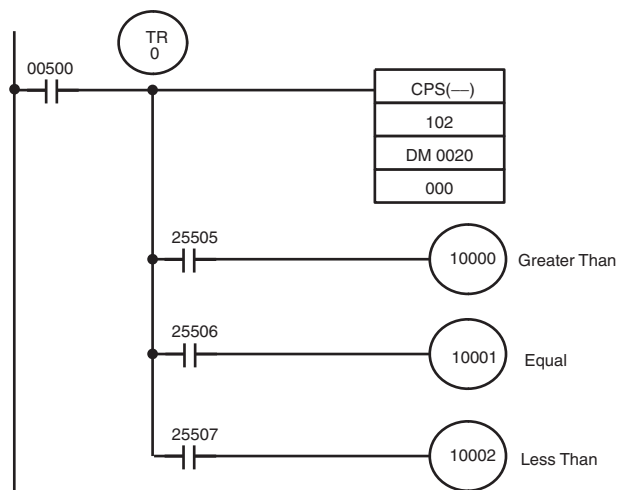 TR
0
00500
CPS(––)
102
DM 0020
000
25505
10000 Greater Than
25506
10001 Equal
25507
10002 Less Than